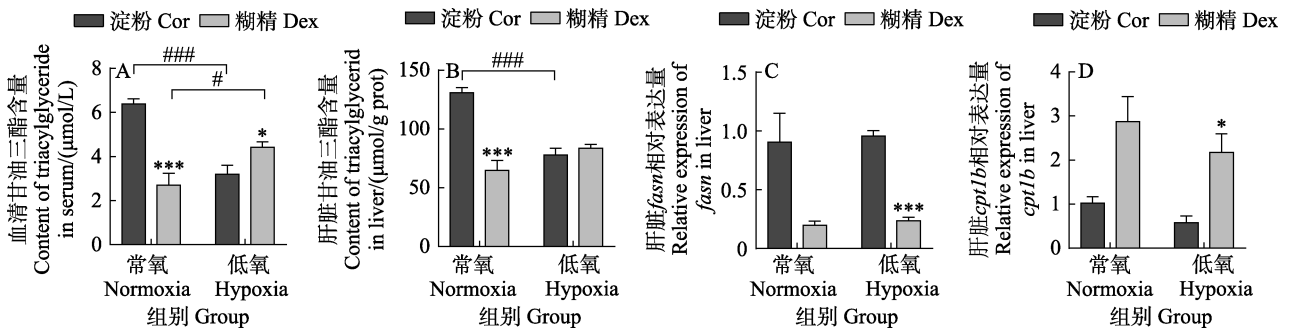 淀粉 Cor 糊精 Dex
A
###
#
血清甘油三酯含量
Content of triacylglyceride
in serum/(μmol/L)
8
6
4
2
0
***
*
常氧 低氧
Normoxia Hypoxia
组别 Group
淀粉 Cor 糊精 Dex
B
###
肝脏甘油三酯含量
Content of triacylglycerid
in liver/(μmol/g prot)
150
100
50
0
***
常氧 低氧
Normoxia Hypoxia
组别 Group
淀粉 Cor 糊精 Dex
C
肝脏fasn相对表达量
Relative expression of
fasn in liver
1.5
1.0
0.5
0
***
常氧 低氧
Normoxia Hypoxia
组别 Group
淀粉 Cor 糊精 Dex
D
肝脏cpt1b相对表达量
Relative expression of
cpt1b in liver
4
3
2
1
0
*
常氧 低氧
Normoxia Hypoxia
组别 Group